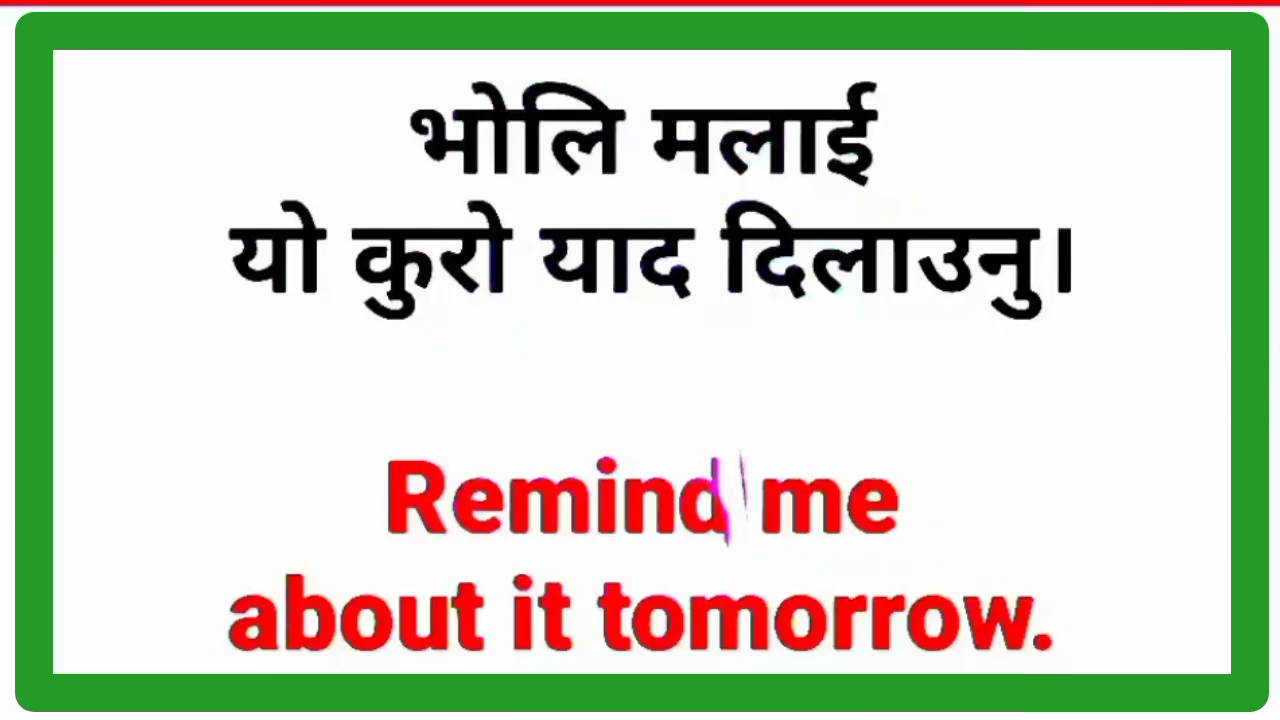 भोलि मलाई
यो कुरो याद दिलाउनु।
Remind me
about it tomorrow.